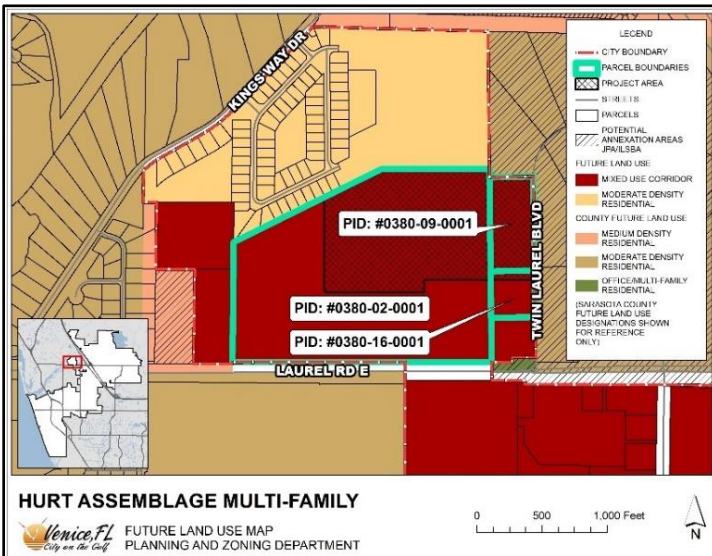 KINGS WAY DR
PID: #0380-09-0001
PID: #0380-02-0001
PID: #0380-16-0001
TWIN LAUREL BLVD
LAUREL RD E
LEGEND
CITY BOUNDARY
PARCEL BOUNDARIES
PROJECT AREA
STREETS
PARCELS
POTENTIAL
ANNEXATION AREAS
JPA/ILSBA
FUTURE LAND USE
MIXED USE CORRIDOR
MODERATE DENSITY
RESIDENTIAL
COUNTY FUTURE LAND USE
MEDIUM DENSITY
RESIDENTIAL
MODERATE DENSITY
RESIDENTIAL
OFFICE/MULTI-FAMILY
RESIDENTIAL
(SARASOTA COUNTY
FUTURE LAND USE
DESIGNATIONS SHOWN
FOR REFERENCE
ONLY)
HURT ASSEMBLAGE MULTI-FAMILY
Venice, FL
City on the Gulf
FUTURE LAND USE MAP
PLANNING AND ZONING DEPARTMENT
0 500 1,000 Feet
N